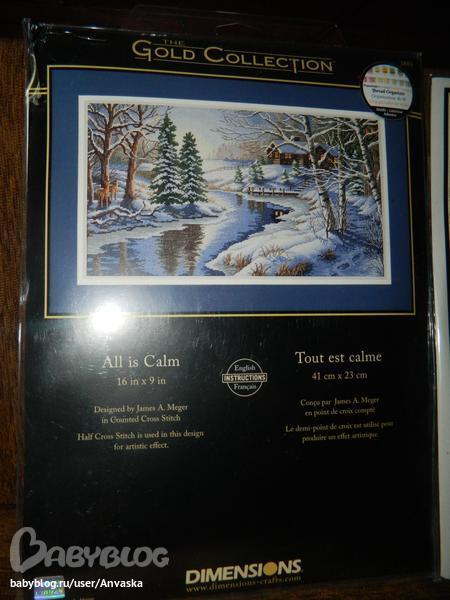 THE
GOLD COLLECTION
Thread Organizer
All is Calm
16 in x 9 in
Designed by James A. Meger
in Counted Cross Stitch
Half Cross Stitch is used in this design
for artistic effect.
English
INSTRUCTIONS
Français
Tout est calme
41 cm x 23 cm
Conçu par James A. Meger
en point de croix compté
Le demi-point de croix est utilisé pour
produire un effet artistique.
BABYBLOG
babyblog.ru/user/Anvaska
DIMENSIONS®
www.dimensions-crafts.com